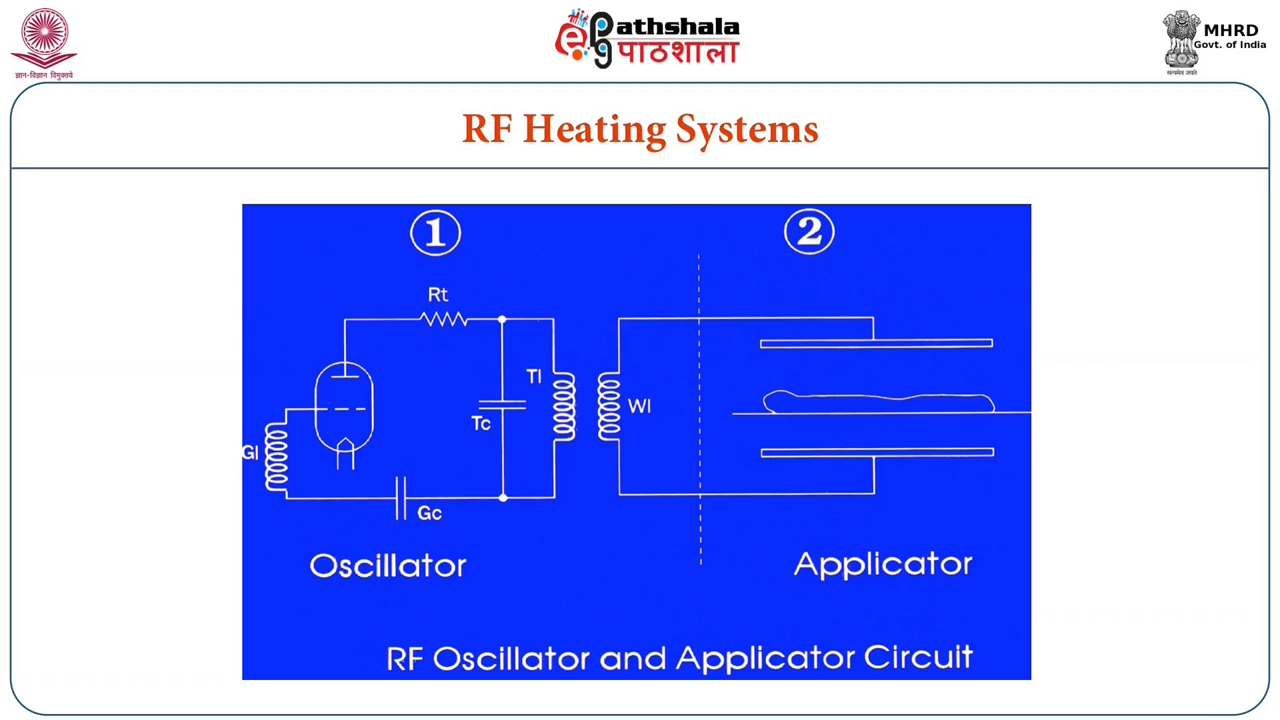 ज्ञान-विज्ञान विमुक्तये
ePathshala
पाठशाला
MHRD
Govt. of India
सत्यमेव जयते
RF Heating Systems
1
2
Rt
Tl
Wl
Tc
Gl
Gc
Oscillator
Applicator
RF Oscillator and Applicator Circuit